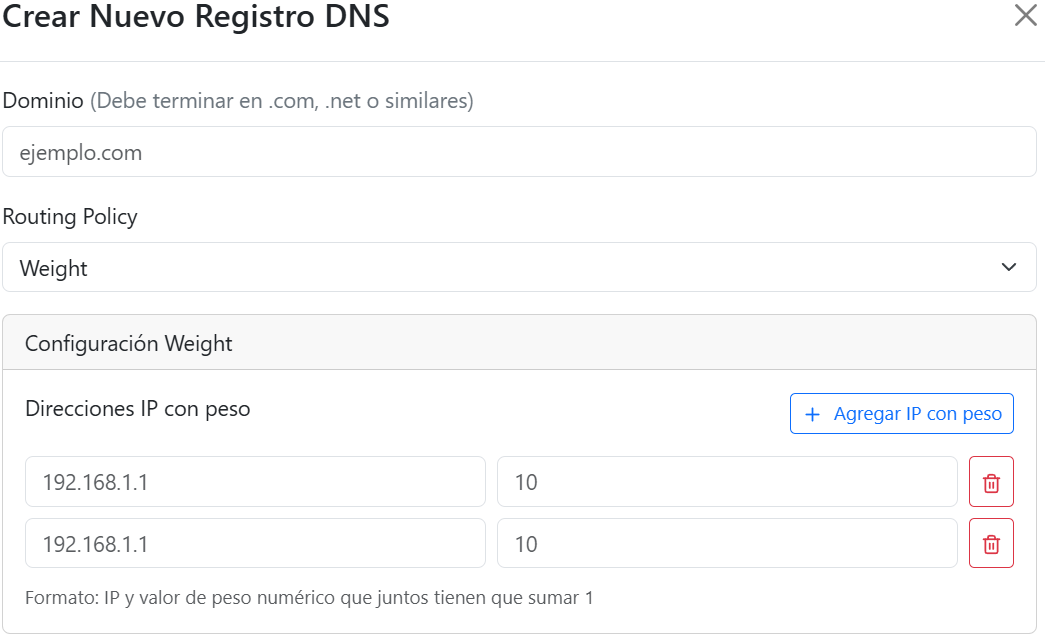 Crear Nuevo Registro DNS
Dominio (Debe terminar en .com, .net o similares)
ejemplo.com
Routing Policy
Weight
Configuración Weight
Direcciones IP con peso
+ Agregar IP con peso
192.168.1.1 10
192.168.1.1 10
Formato: IP y valor de peso numérico que juntos tienen que sumar 1